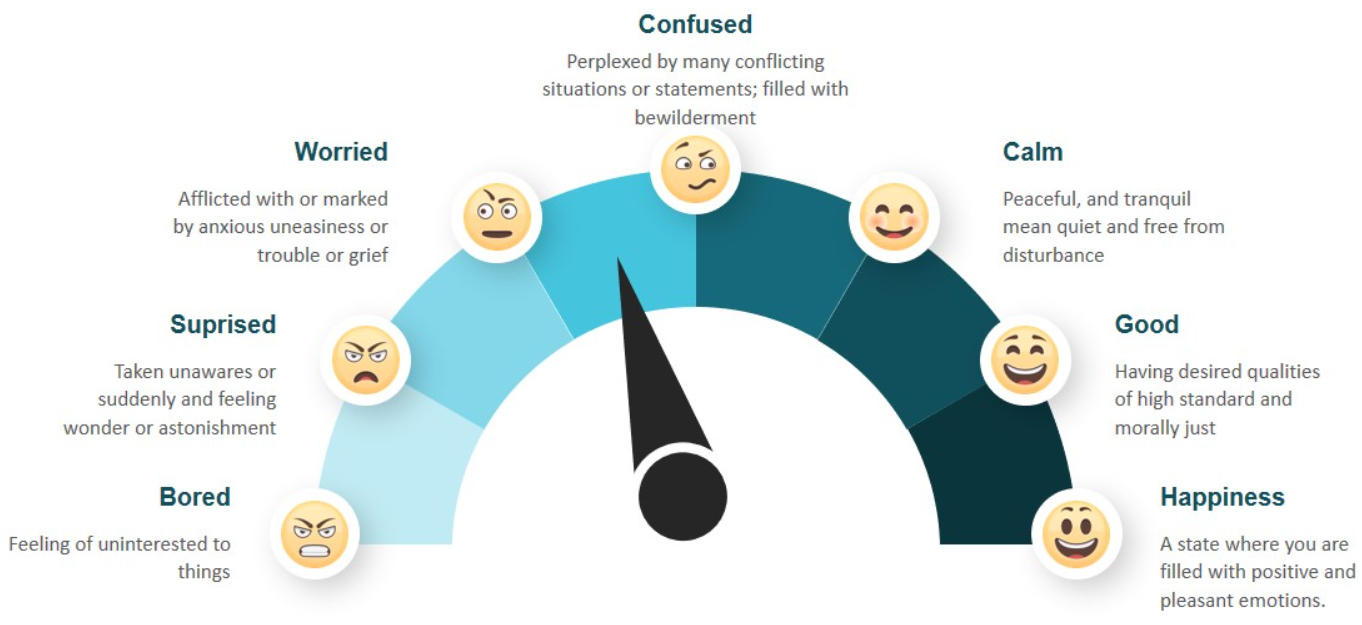 Confused
Perplexed by many conflicting
situations or statements; filled with
bewilderment
Worried
Afflicted with or marked
by anxious uneasiness or
trouble or grief
Calm
Peaceful, and tranquil
mean quiet and free from
disturbance
Suprised
Taken unawares or
suddenly and feeling
wonder or astonishment
Good
Having desired qualities
of high standard and
morally just
Bored
Feeling of uninterested to
things
Happiness
A state where you are
filled with positive and
pleasant emotions.